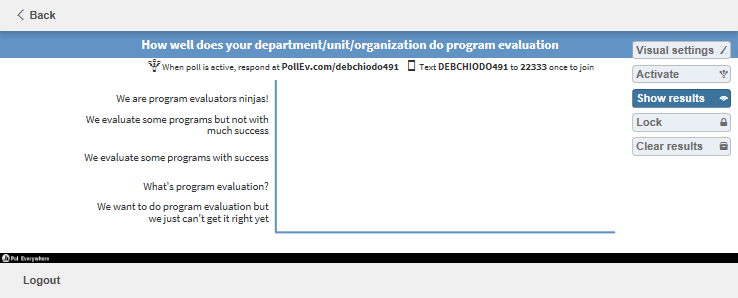 Back
How well does your department/unit/organization do program evaluation
When poll is active, respond at PollEv.com/debchiodo491 Text DEBCHIODO491 to 22333 once to join
Visual settings
Activate
Show results
Lock
Clear results
We are program evaluators ninjas!
We evaluate some programs but not with
much success
We evaluate some programs with success
What's program evaluation?
We want to do program evaluation but
we just can't get it right yet
Poll Everywhere
Logout